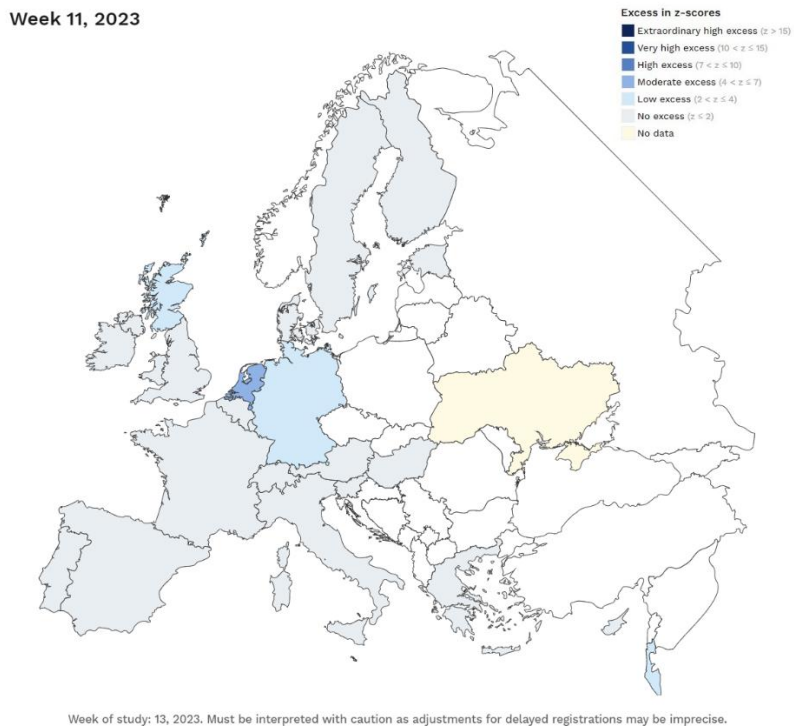 Week 11, 2023
Excess in z-scores
Extraordinary high excess (z > 15)
Very high excess (10 < z ≤ 15)
High excess (7 < z ≤ 10)
Moderate excess (4 < z ≤ 7)
Low excess (2 < z ≤ 4)
No excess (z ≤ 2)
No data
Week of study: 13, 2023. Must be interpreted with caution as adjustments for delayed registrations may be imprecise.